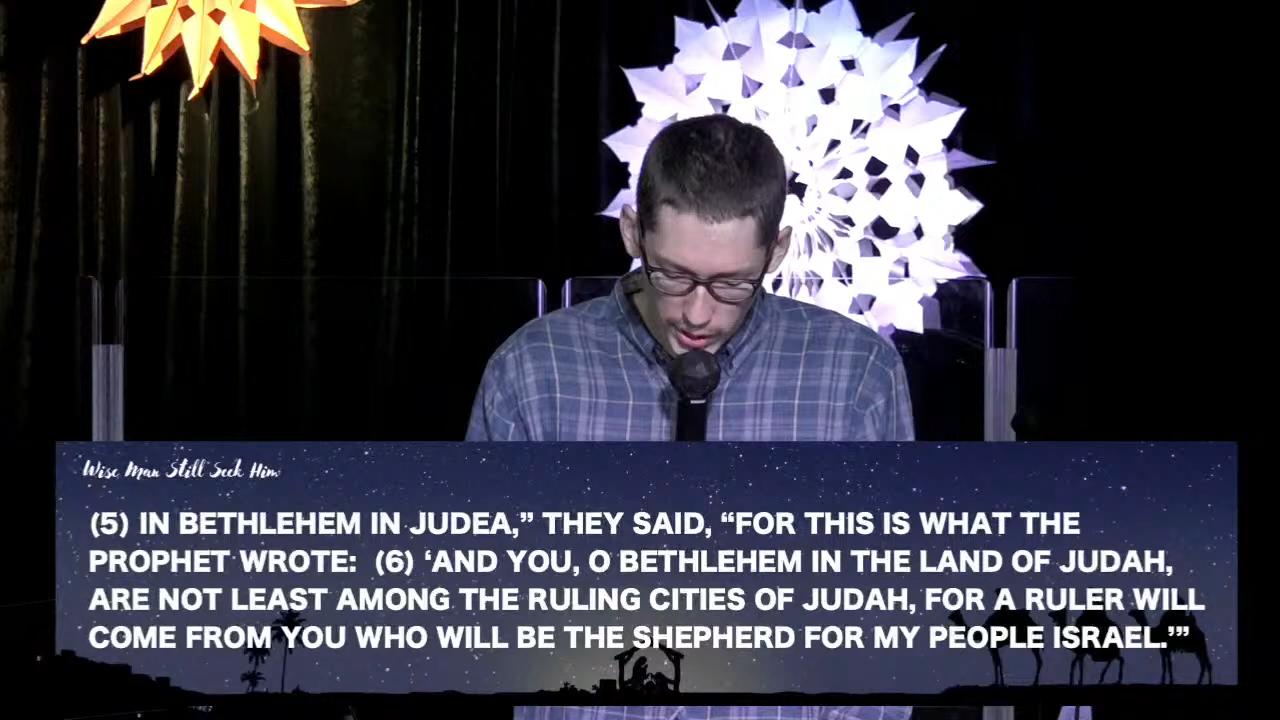 Wise Man Still Seek Him
(5) IN BETHLEHEM IN JUDEA,” THEY SAID, “FOR THIS IS WHAT THE
PROPHET WROTE: (6) ‘AND YOU, O BETHLEHEM IN THE LAND OF JUDAH,
ARE NOT LEAST AMONG THE RULING CITIES OF JUDAH, FOR A RULER WILL
COME FROM YOU WHO WILL BE THE SHEPHERD FOR MY PEOPLE ISRAEL.’”